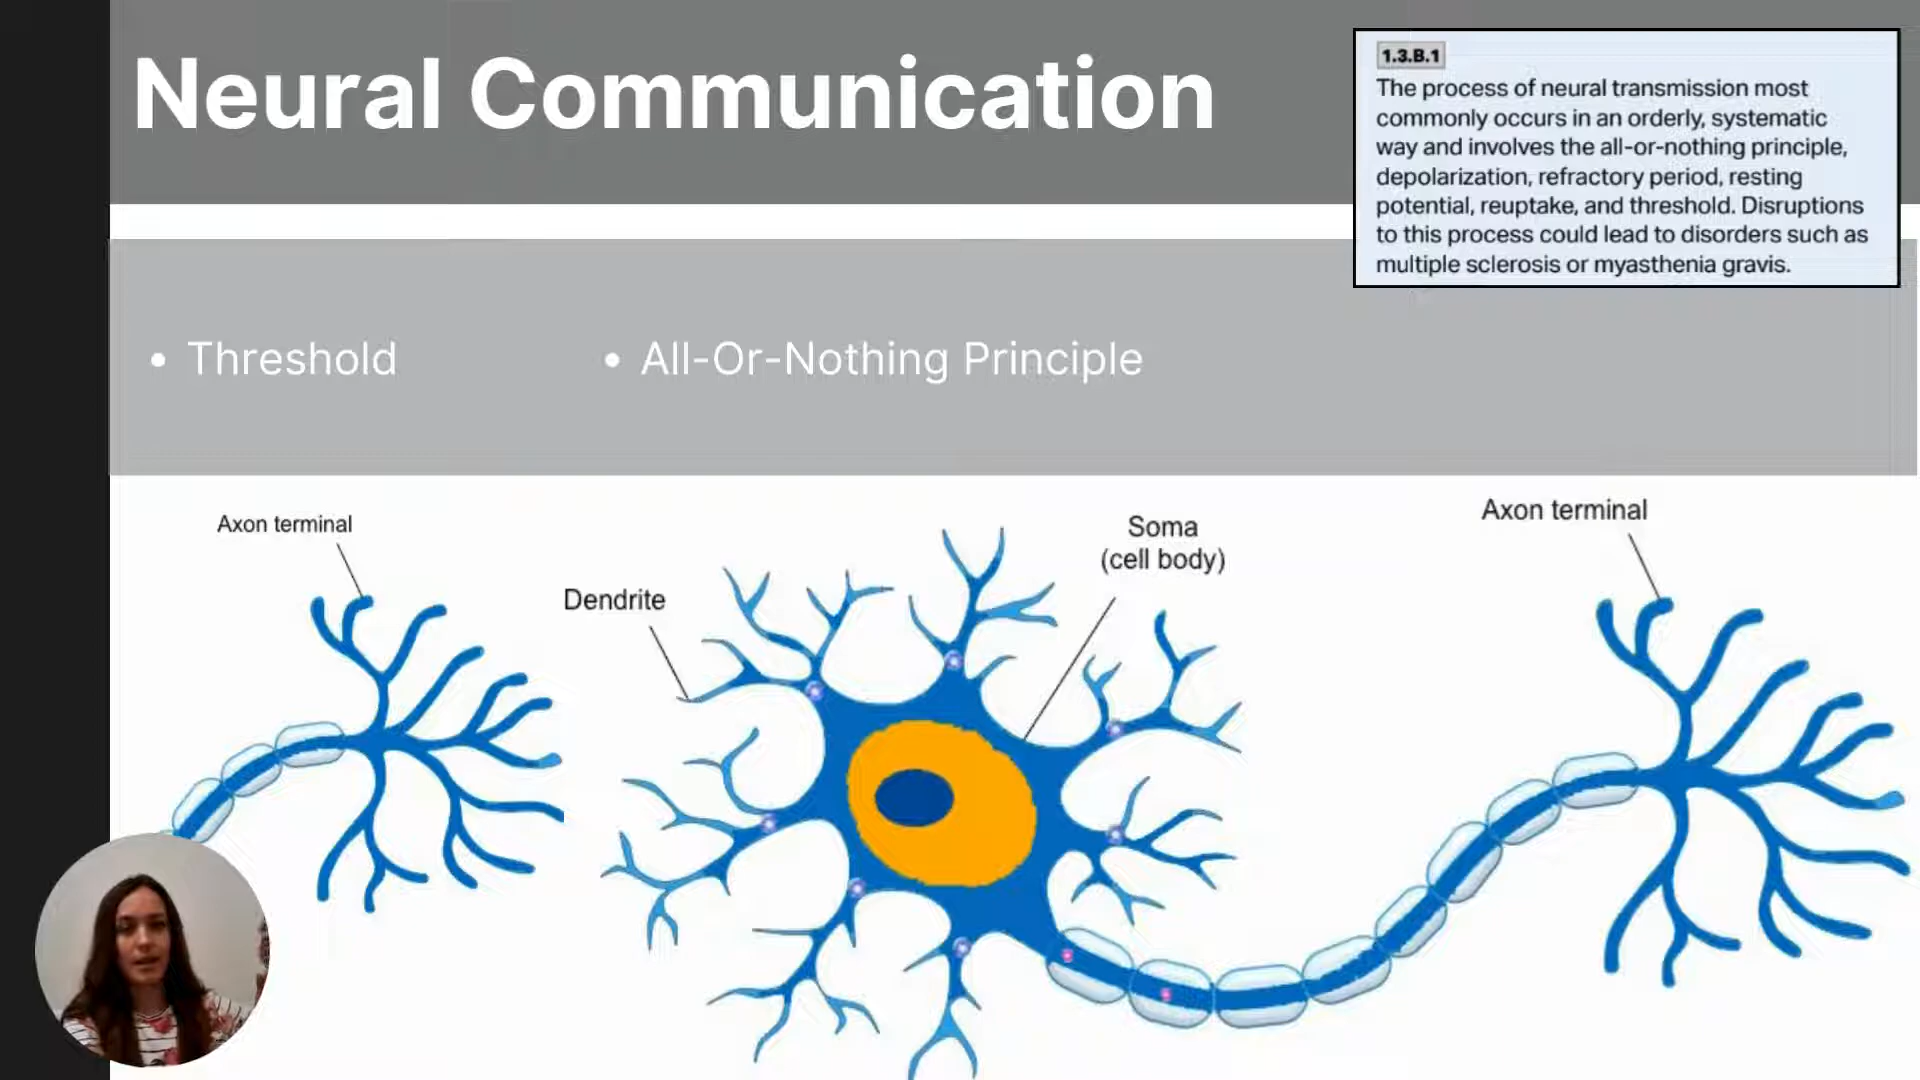 Neural Communication
1.3.B.1
The process of neural transmission most
commonly occurs in an orderly, systematic
way and involves the all-or-nothing principle,
depolarization, refractory period, resting
potential, reuptake, and threshold. Disruptions
to this process could lead to disorders such as
multiple sclerosis or myasthenia gravis.
• Threshold
• All-Or-Nothing Principle
Axon terminal
Dendrite
Soma
(cell body)
Axon terminal